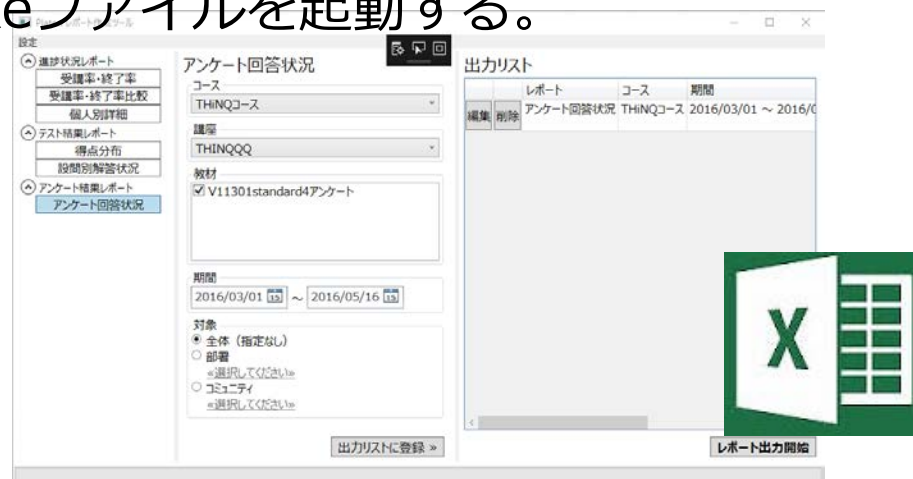 eファイルを起動する。
設定
進捗状況レポート
受講率・終了率
受講率・終了率比較
個人別詳細
テスト結果レポート
得点分布
設問別解答状況
アンケート結果レポート
アンケート回答状況
アンケート回答状況
コース
THiNQコース
講座
THINQQQ
教材
V11301standard4アンケート
期間
2016/03/01 15 ～ 2016/05/16 15
対象
全体（指定なし）
部署
«選択してください»
コミュニティ
«選択してください»
出力リストに登録 »
出力リスト
レポート コース 期間
編集 削除 アンケート回答状況 THiNQコース 2016/03/01 ～ 2016/0
X
レポート出力開始